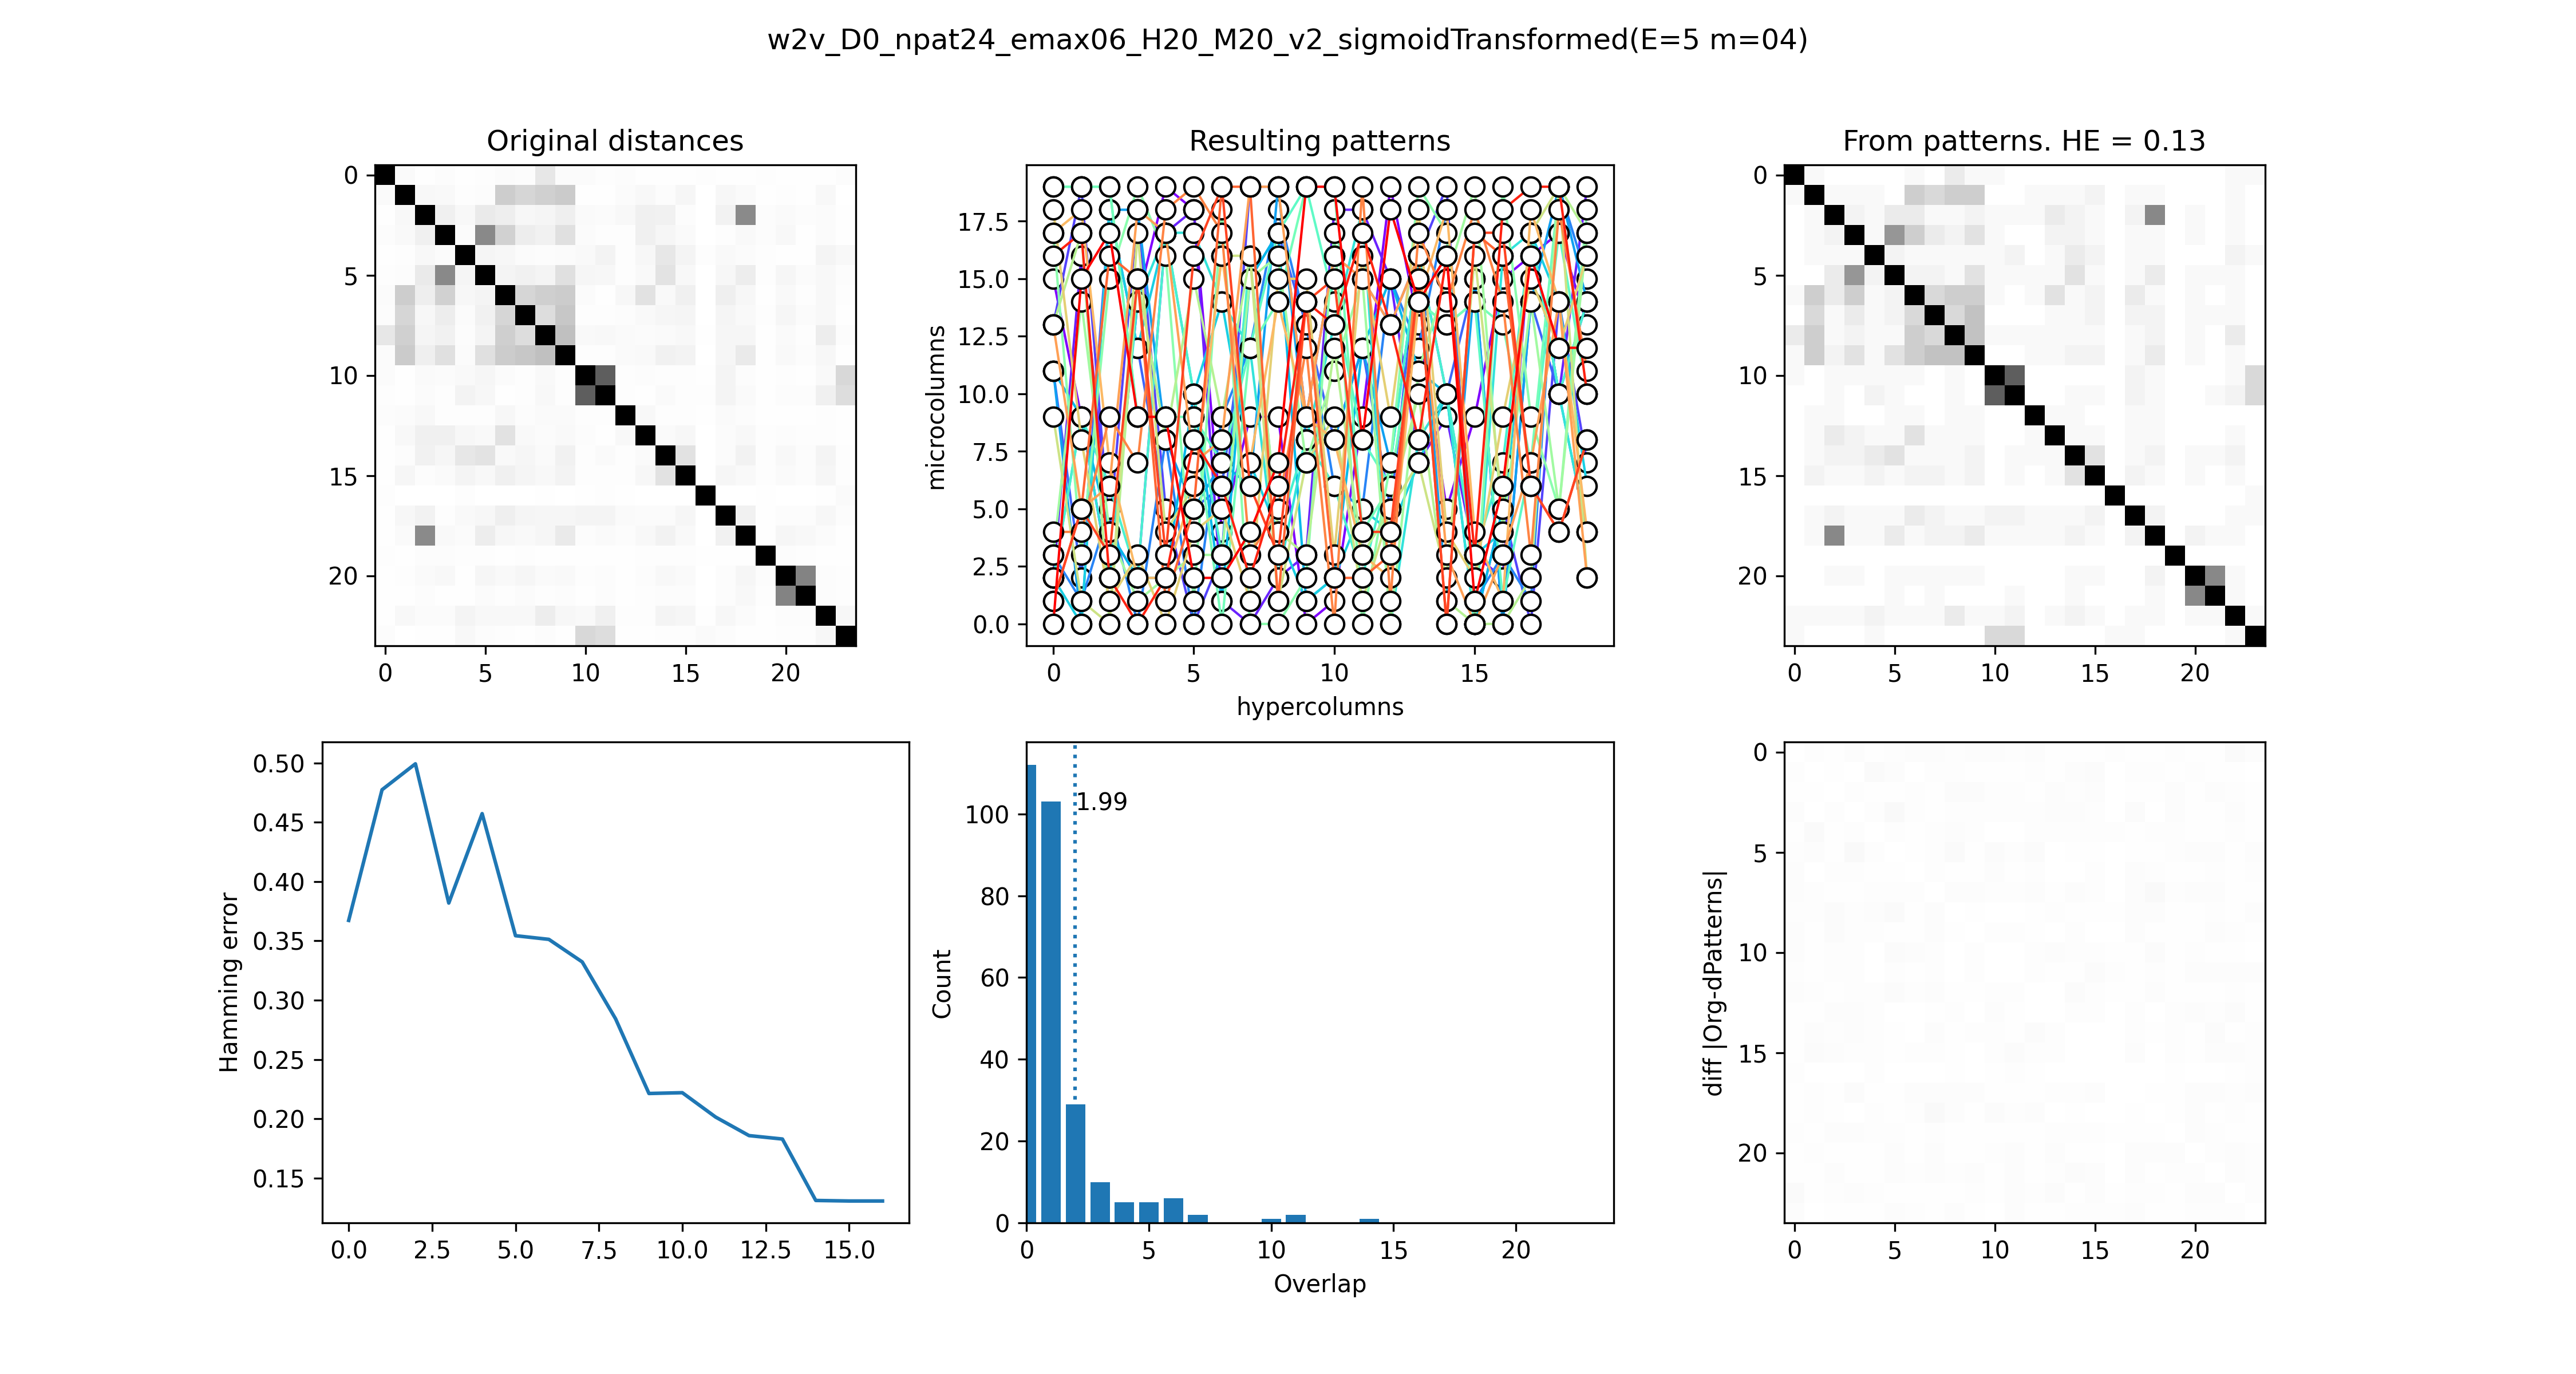 w2v_D0_npat24_emax06_H20_M20_v2_sigmoidTransformed(E=5 m=04)
Original distances
0
5
10
15
20
0 5 10 15 20
Resulting patterns
microcolumns
17.5
15.0
12.5
10.0
7.5
5.0
2.5
0.0
0 5 10 15
hypercolumns
From patterns. HE = 0.13
0
5
10
15
20
0 5 10 15 20
Hamming error
0.50
0.45
0.40
0.35
0.30
0.25
0.20
0.15
0.0 2.5 5.0 7.5 10.0 12.5 15.0
Count
100
80
60
40
20
0
1.99
0 5 10 15 20
Overlap
diff |Org-dPatterns|
0
5
10
15
20
0 5 10 15 20